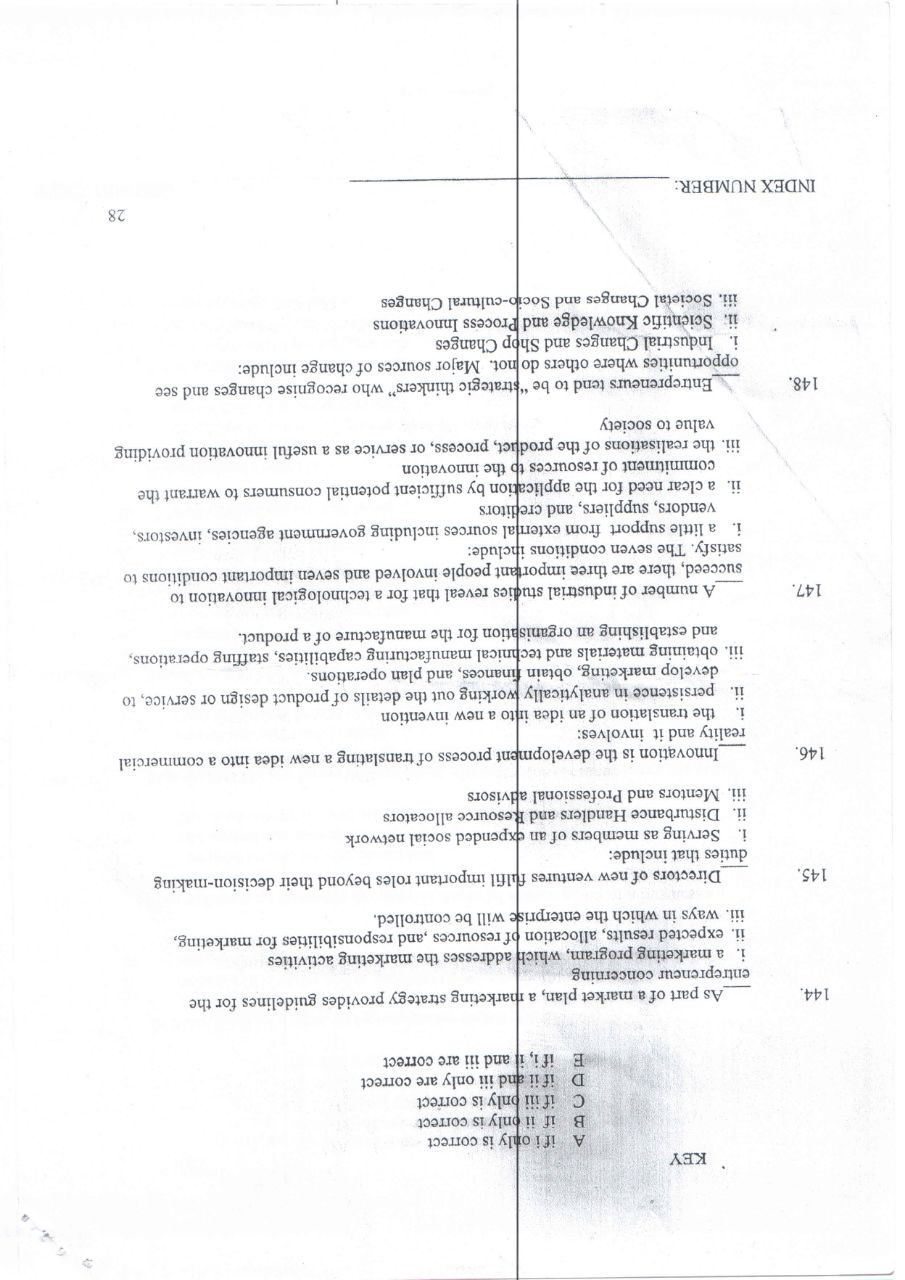 KEY
A if i only is correct
B if ii only is correct
C if iii only is correct
D if ii and iii only are correct
E if i, ii and iii are correct
144. ___As part of a market plan, a marketing strategy provides guidelines for the
entrepreneur concerning
i. a marketing program, which addresses the marketing activities
ii. expected results, allocation of resources ,and responsibilities for marketing,
iii. ways in which the enterprise will be controlled.
145. ___Directors of new ventures fulfil important roles beyond their decision-making
duties that include:
i. Serving as members of an expended social network
ii. Disturbance Handlers and Resource allocators
iii. Mentors and Professional advisors
146. ___Innovation is the development process of translating a new idea into a commercial
reality and it involves:
i. the translation of an idea into a new invention
ii. persistence in analytically working out the details of product design or service, to
develop marketing, obtain finances, and plan operations.
iii. obtaining materials and technical manufacturing capabilities, staffing operations,
and establishing an organisation for the manufacture of a product.
147. ___A number of industrial studies reveal that for a technological innovation to
succeed, there are three important people involved and seven important conditions to
satisfy. The seven conditions include:
i. a little support from external sources including government agencies, investors,
vendors, suppliers, and creditors
ii. a clear need for the application by sufficient potential consumers to warrant the
commitment of resources to the innovation
iii. the realisations of the product, process, or service as a useful innovation providing
value to society
148. ___Entrepreneurs tend to be “strategic thinkers” who recognise changes and see
opportunities where others do not. Major sources of change include:
i. Industrial Changes and Shop Changes
ii. Scientific Knowledge and Process Innovations
iii. Societal Changes and Socio-cultural Changes
28
INDEX NUMBER: ___